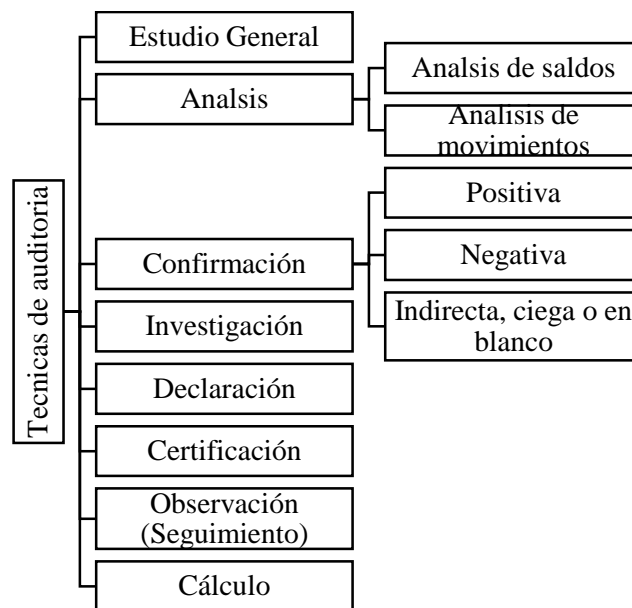 Tecnicas de auditoria
Estudio General
Analsis
Analsis de saldos
Analisis de
movimientos
Confirmación
Positiva
Negativa
Indirecta, ciega o en
blanco
Investigación
Declaración
Certificación
Observación
(Seguimiento)
Cálculo